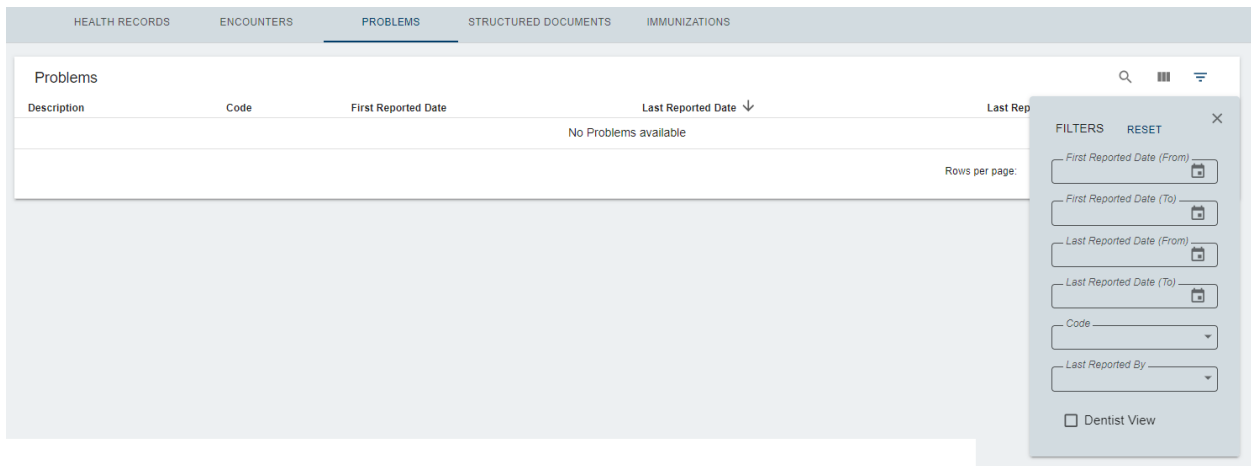 HEALTH RECORDS ENCOUNTERS PROBLEMS STRUCTURED DOCUMENTS IMMUNIZATIONS
Problems
Description Code First Reported Date Last Reported Date Last Rep
No Problems available
Rows per page:
FILTERS RESET
First Reported Date (From)
First Reported Date (To)
Last Reported Date (From)
Last Reported Date (To)
Code
Last Reported By
Dentist View